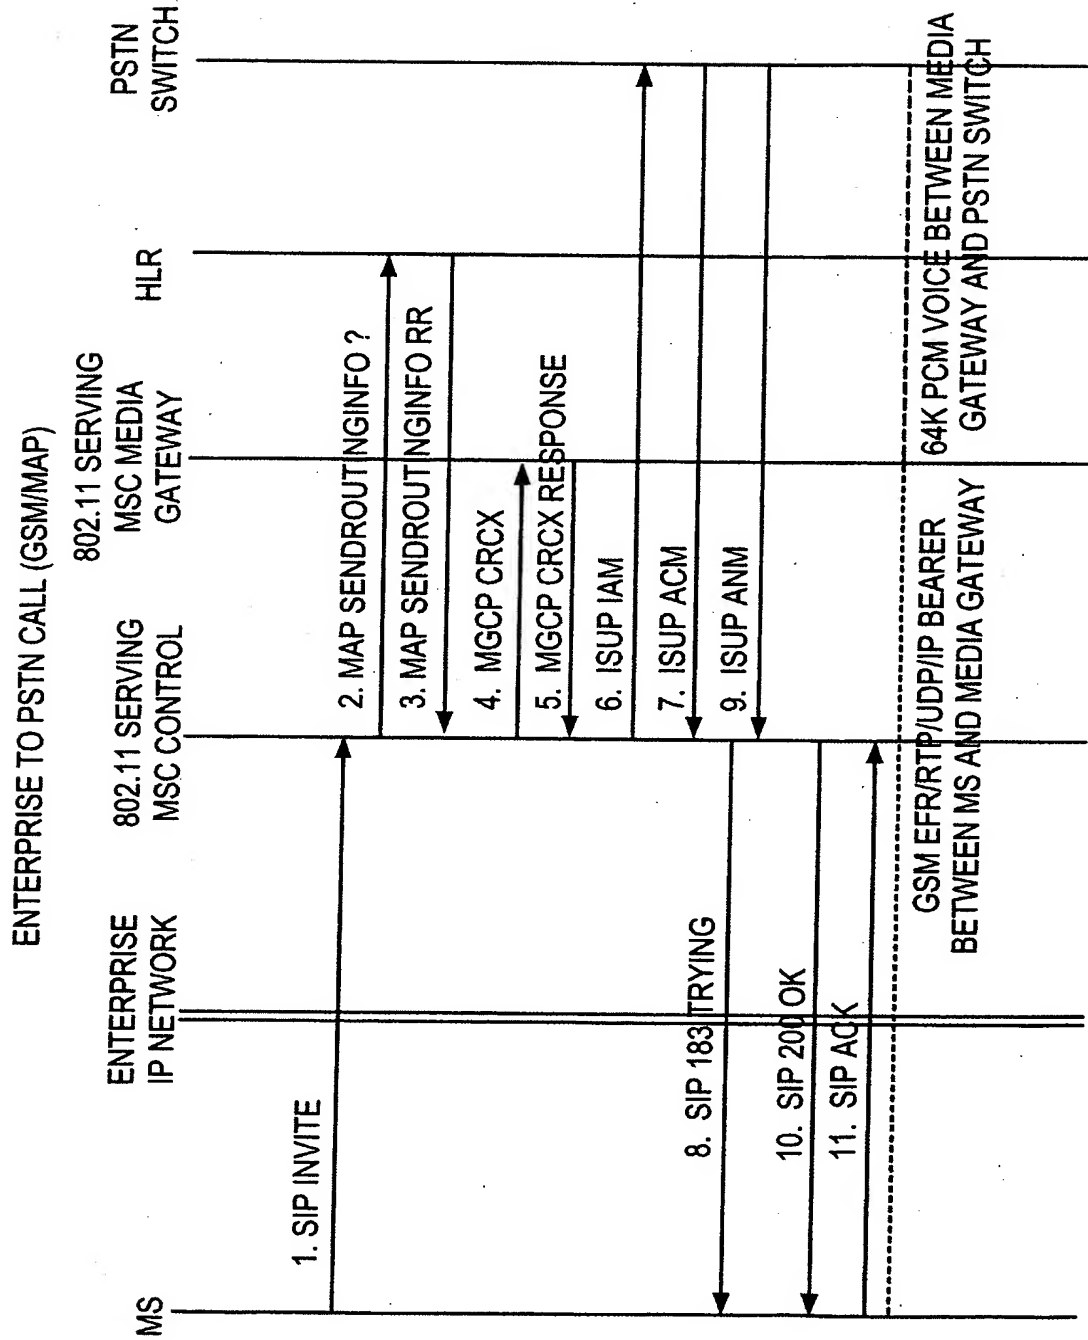 ENTERPRISE TO PSTN CALL (GSM/MAP)
MS
ENTERPRISE
IP NETWORK
802.11 SERVING
MSC CONTROL
802.11 SERVING
MSC MEDIA
GATEWAY
HLR
PSTN
SWITCH
1. SIP INVITE
2. MAP SENDROUTINGINFO ?
3. MAP SENDROUTINGINFO RR
4. MGCP CRCX
5. MGCP CRCX RESPONSE
6. ISUP IAM
7. ISUP ACM
8. SIP 183 TRYING
9. ISUP ANM
10. SIP 200 OK
11. SIP ACK
GSM EFR/RTP/UDP/IP BEARER
BETWEEN MS AND MEDIA GATEWAY
64K PCM VOICE BETWEEN MEDIA
GATEWAY AND PSTN SWITCH